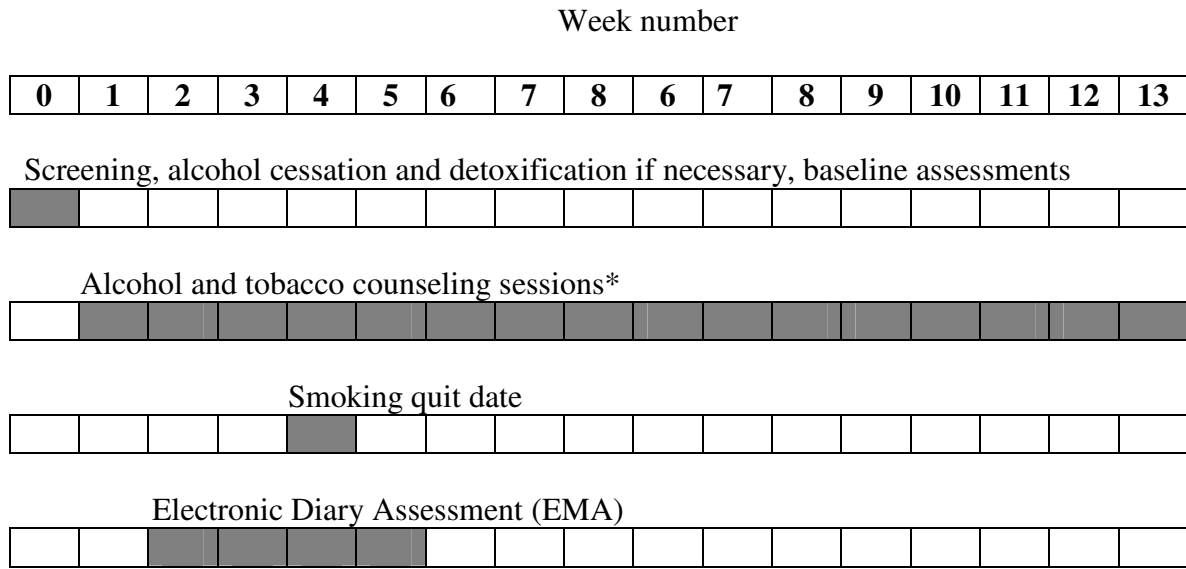 Week number
0 1 2 3 4 5 6 7 8 6 7 8 9 10 11 12 13
Screening, alcohol cessation and detoxification if necessary, baseline assessments
Alcohol and tobacco counseling sessions*
Smoking quit date
Electronic Diary Assessment (EMA)